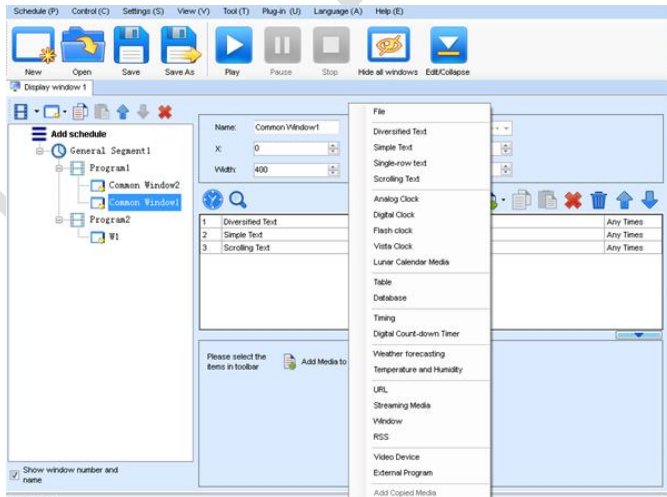 Schedule (P) Control (C) Settings (S) View (V) Tool (T) Plug-in (U) Language (A) Help (E)
New Open Save Save As Play Pause Stop Hide all windows Edit/Collapse
Display window 1
Add schedule
General Segment1
Program1
Common Window2
Common Window1
Program2
W1
Show window number and
name
Name: Common Window1
X: 0
Width: 400
1 Diversified Text Any Times
2 Simple Text Any Times
3 Scrolling Text Any Times
Please select the
items in toolbar
Add Media to
File
Diversified Text
Simple Text
Single-row text
Scrolling Text
Analog Clock
Digital Clock
Flash clock
Vista Clock
Lunar Calendar Media
Table
Database
Timing
Digital Count-down Timer
Weather forecasting
Temperature and Humidity
URL
Streaming Media
Window
RSS
Video Device
External Program
Add Copied Media